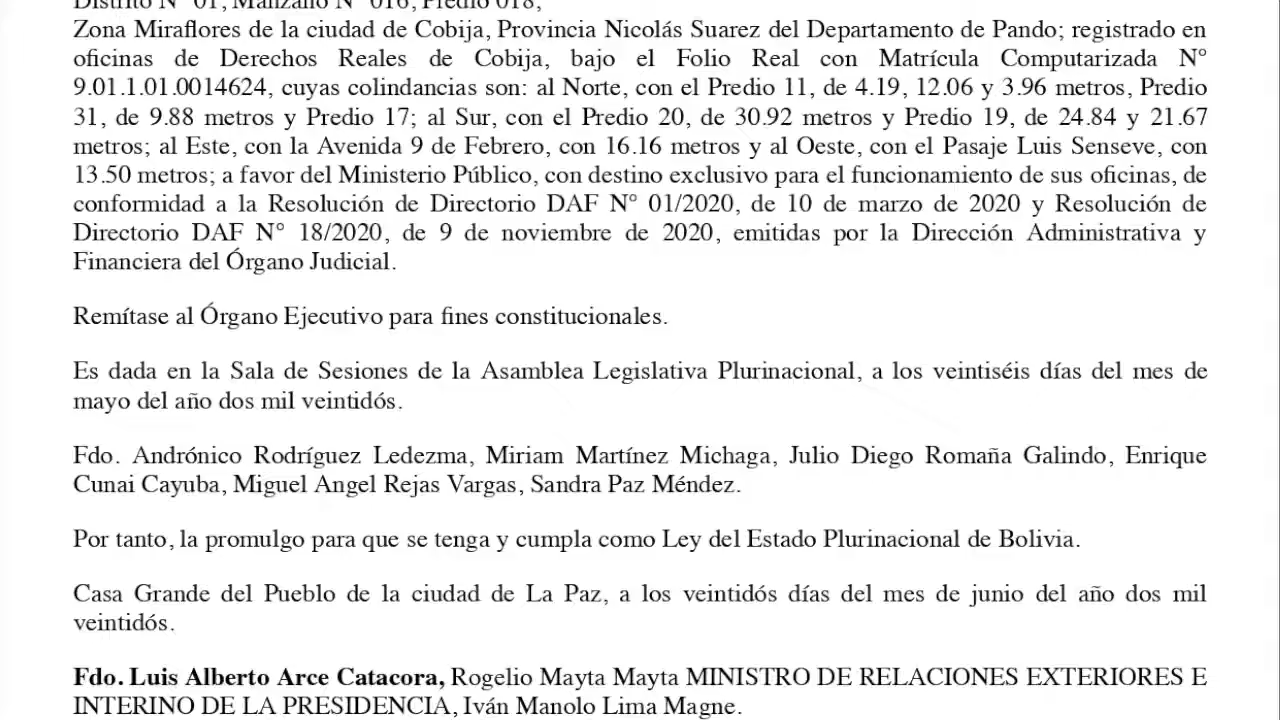 Distrito N° 01, Manzano N° 016, Predio 018,
Zona Miraflores de la ciudad de Cobija, Provincia Nicolás Suarez del Departamento de Pando; registrado en
oficinas de Derechos Reales de Cobija, bajo el Folio Real con Matrícula Computarizada N°
9.01.1.01.0014624, cuyas colindancias son: al Norte, con el Predio 11, de 4.19, 12.06 y 3.96 metros, Predio
31, de 9.88 metros y Predio 17; al Sur, con el Predio 20, de 30.92 metros y Predio 19, de 24.84 y 21.67
metros; al Este, con la Avenida 9 de Febrero, con 16.16 metros y al Oeste, con el Pasaje Luis Senseve, con
13.50 metros; a favor del Ministerio Público, con destino exclusivo para el funcionamiento de sus oficinas, de
conformidad a la Resolución de Directorio DAF N° 01/2020, de 10 de marzo de 2020 y Resolución de
Directorio DAF N° 18/2020, de 9 de noviembre de 2020, emitidas por la Dirección Administrativa y
Financiera del Órgano Judicial.
Remítase al Órgano Ejecutivo para fines constitucionales.
Es dada en la Sala de Sesiones de la Asamblea Legislativa Plurinacional, a los veintiséis días del mes de
mayo del año dos mil veintidós.
Fdo. Andrónico Rodríguez Ledezma, Miriam Martínez Michaga, Julio Diego Romaña Galindo, Enrique
Cunai Cayuba, Miguel Angel Rejas Vargas, Sandra Paz Méndez.
Por tanto, la promulgo para que se tenga y cumpla como Ley del Estado Plurinacional de Bolivia.
Casa Grande del Pueblo de la ciudad de La Paz, a los veintidós días del mes de junio del año dos mil
veintidós.
Fdo. Luis Alberto Arce Catacora, Rogelio Mayta Mayta MINISTRO DE RELACIONES EXTERIORES E
INTERINO DE LA PRESIDENCIA, Iván Manolo Lima Magne.